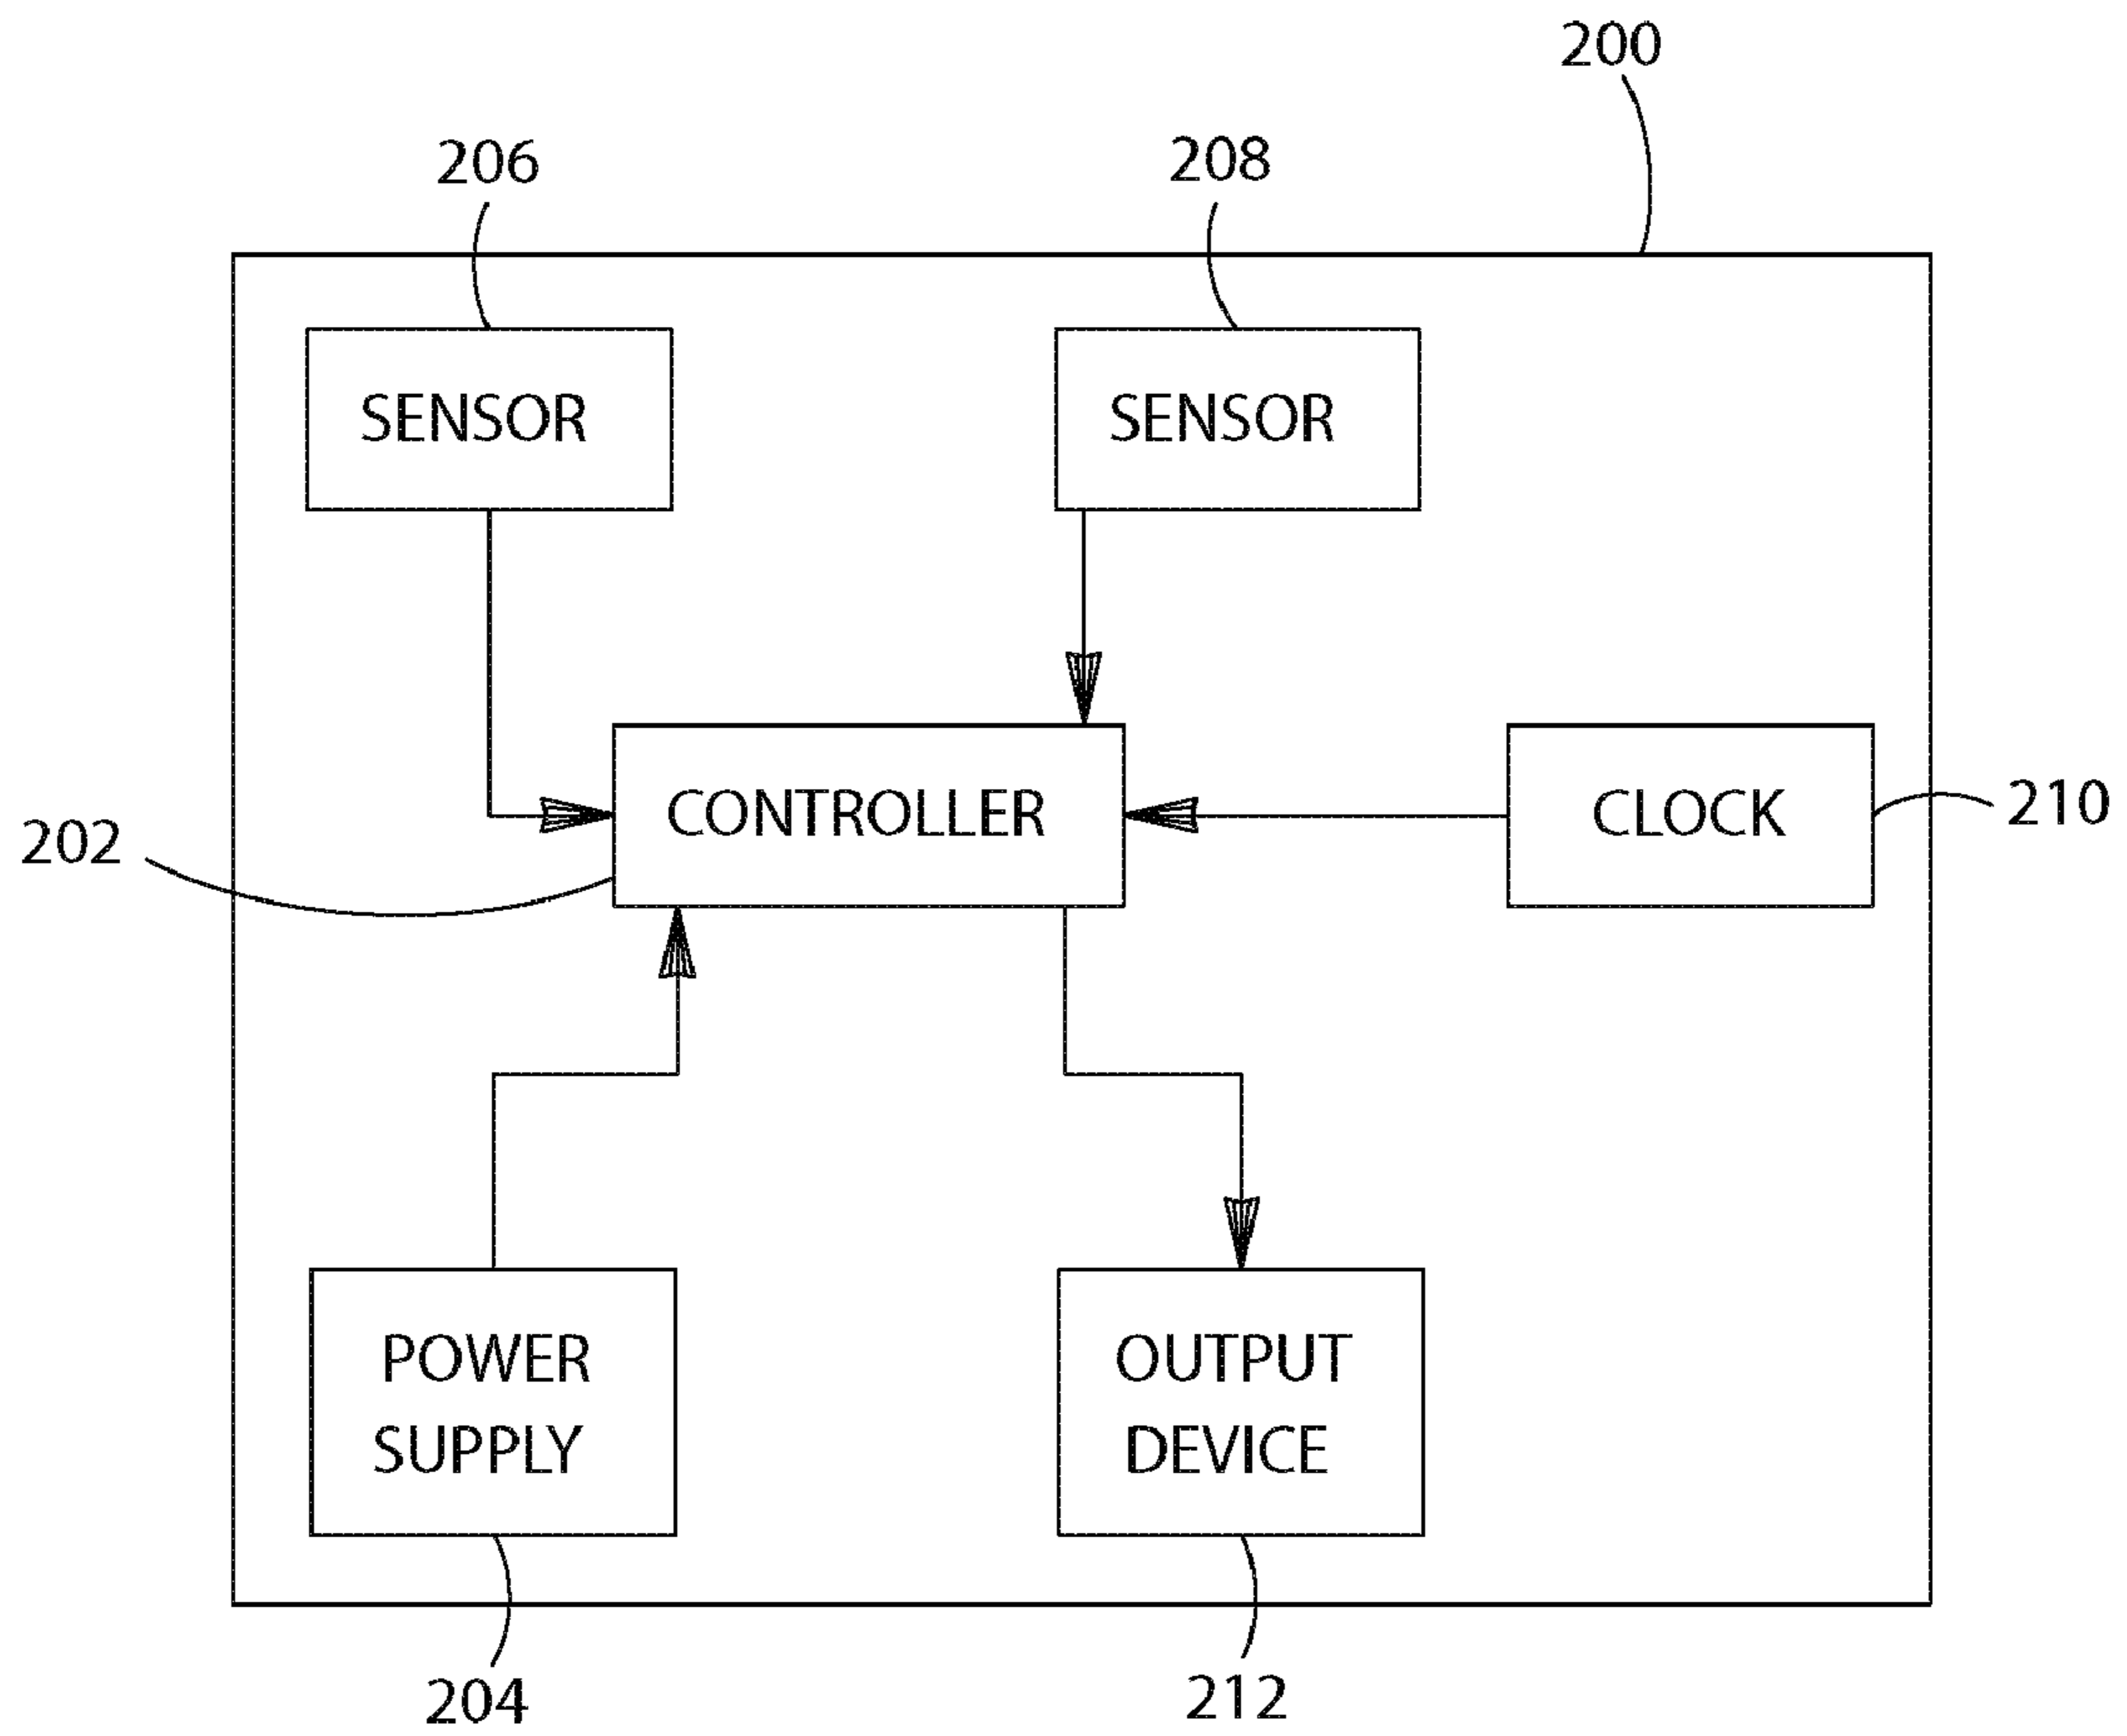 200
206
208
SENSOR
SENSOR
CONTROLLER
CLOCK
210
202
POWER
SUPPLY
OUTPUT
DEVICE
204
212